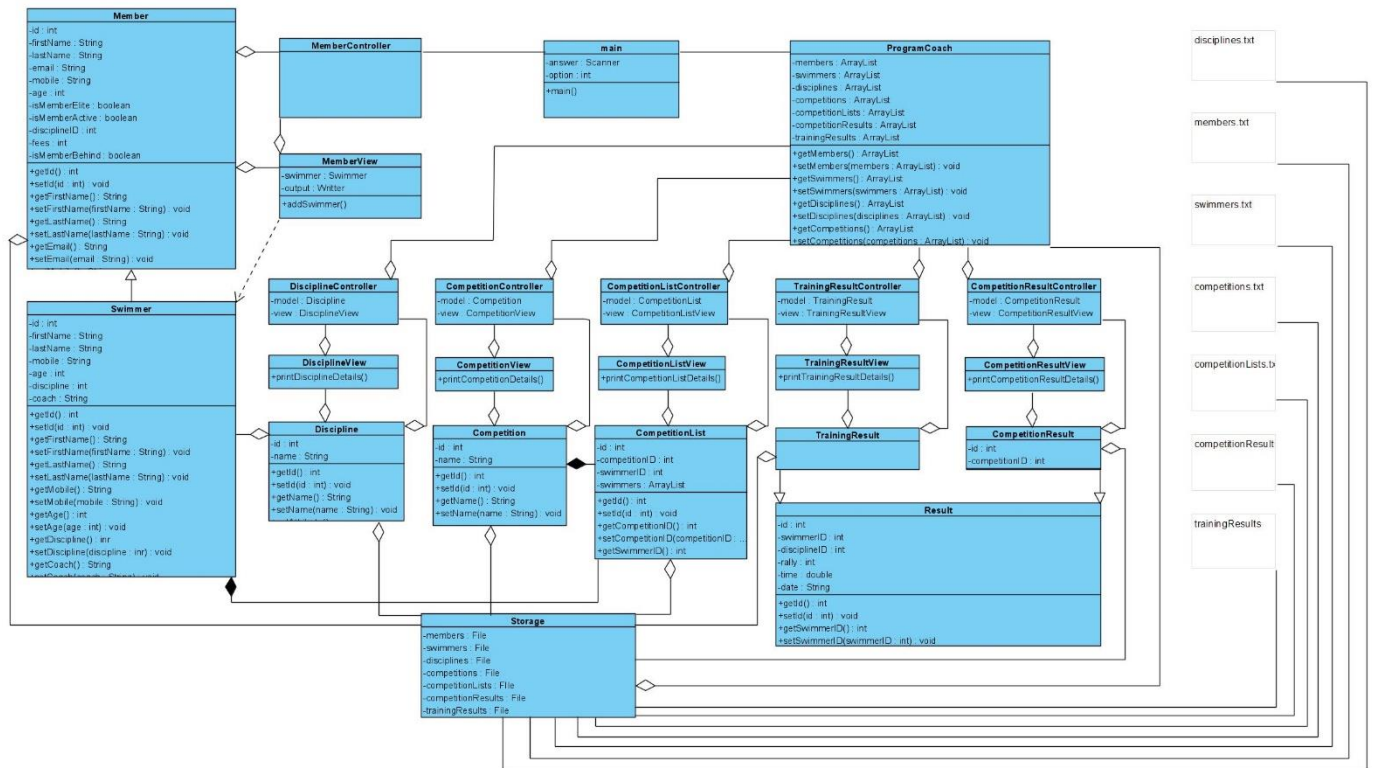 Member
-id : int
-firstName : String
-lastName : String
-email : String
-mobile : String
-age : int
-isMemberElite : boolean
-isMemberActive : boolean
-disciplineID : int
-fees : int
-isMemberBehind : boolean
+getId() : int
+setId(id : int) : void
+getFirstName() : String
+setFirstName(firstName : String) : void
+getLastName() : String
+setLastName(lastName : String) : void
+getEmail() : String
+setEmail(email : String) : void
MemberController
main
-answer : Scanner
-option : int
+main()
ProgramCoach
-members : ArrayList
-swimmers : ArrayList
-disciplines : ArrayList
-competitions : ArrayList
-competitionLists : ArrayList
-competitionResults : ArrayList
-trainingResults : ArrayList
+getMembers() : ArrayList
+setMembers(members : ArrayList) : void
+getSwimmers() : ArrayList
+setSwimmers(swimmers : ArrayList) : void
+getDisciplines() : ArrayList
+setDisciplines(disciplines : ArrayList) : void
+getCompetitions() : ArrayList
+setCompetitions(competitions : ArrayList) : void
MemberView
-swimmer : Swimmer
-output : Writter
+addSwimmer()
Swimmer
-id : int
-firstName : String
-lastName : String
-mobile : String
-age : int
-discipline : int
-coach : String
+getId() : int
+setId(id : int) : void
+getFirstName() : String
+setFirstName(firstName : String) : void
+getLastName() : String
+setLastName(lastName : String) : void
+getMobile() : String
+setMobile(mobile : String) : void
+getAge() : int
+setAge(age : int) : void
+getDiscipline() : inr
+setDiscipline(discipline : inr) : void
+getCoach() : String
DisciplineController
-model : Discipline
-view : DisciplineView
CompetitionController
-model : Competition
-view : CompetitionView
CompetitionListController
-model : CompetitionList
-view : CompetitionListView
TrainingResultController
-model : TrainingResult
-view : TrainingResultView
CompetitionResultController
-model : CompetitionResult
-view : CompetitionResultView
DisciplineView
+printDisciplineDetails()
CompetitionView
+printCompetitionDetails()
CompetitionListView
+printCompetitionListDetails()
TrainingResultView
+printTrainingResultDetails()
CompetitionResultView
+printCompetitionResultDetails()
Discipline
-id : int
-name : String
+getId() : int
+setId(id : int) : void
+getName() : String
+setName(name : String) : void
Competition
-id : int
-name : String
+getId() : int
+setId(id : int) : void
+getName() : String
+setName(name : String) : void
CompetitionList
-id : int
-competitionID : int
-swimmerID : int
-swimmers : ArrayList
+getId() : int
+setId(id : int) : void
+getCompetitionID() : int
+setCompetitionID(competitionID : ...
+getSwimmerID() : int
TrainingResult
CompetitionResult
-id : int
-competitionID : int
Result
-id : int
-swimmerID : int
-disciplineID : int
-rally : int
-time : double
-date : String
+getId() : int
+setId(id : int) : void
+getSwimmerID() : int
+setSwimmerID(swimmerID : int) : void
Storage
-members : File
-swimmers : File
-disciplines : File
-competitions : File
-competitionLists : File
-competitionResults : File
-trainingResults : File
disciplines.txt
members.txt
swimmers.txt
competitions.txt
competitionLists.tx
competitionResult
trainingResults